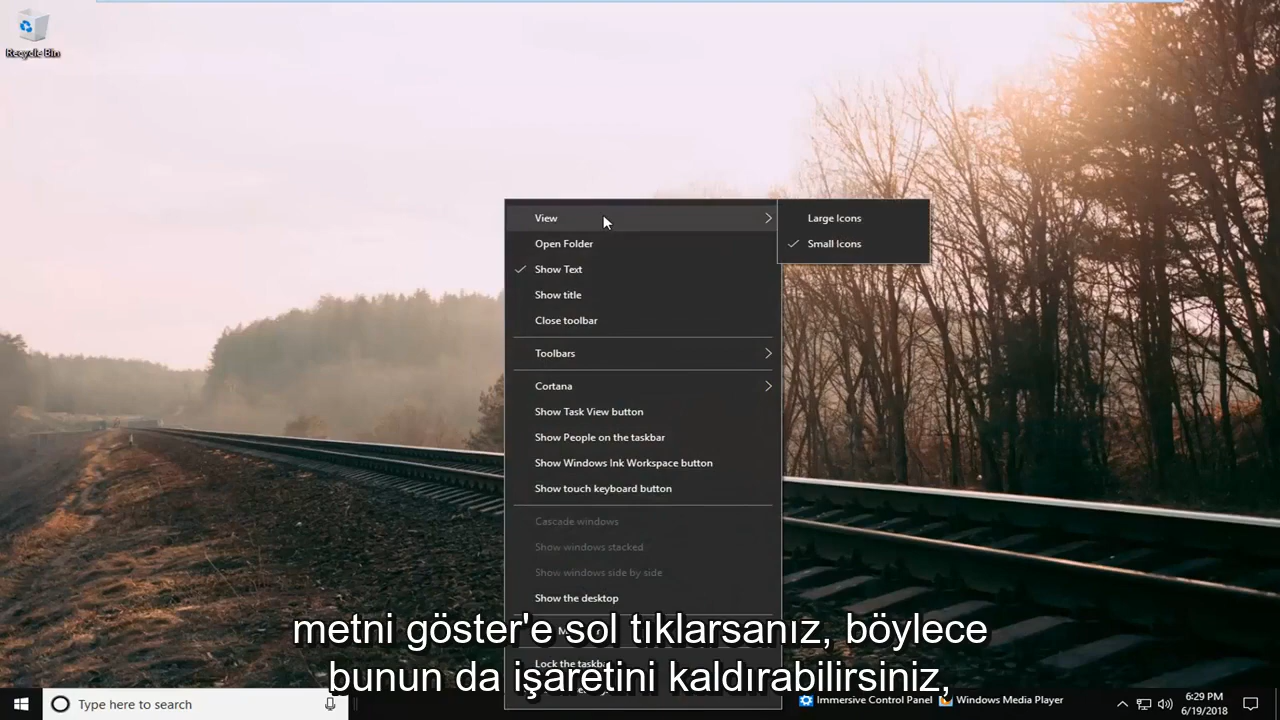 Recycle Bin
View
Large Icons
Open Folder
Small Icons
Show Text
Show title
Close toolbar
Toolbars
Cortana
Show Task View button
Show People on the taskbar
Show Windows Ink Workspace button
Show touch keyboard button
Cascade windows
Show windows stacked
Show windows side by side
Show the desktop
metni göster'e sol tıklarsanız, böylece
Lock the taskbar
bunun da işaretini kaldırabilirsiniz,
Type here to search
Immersive Control Panel
Windows Media Player
6:29 PM
6/19/2018